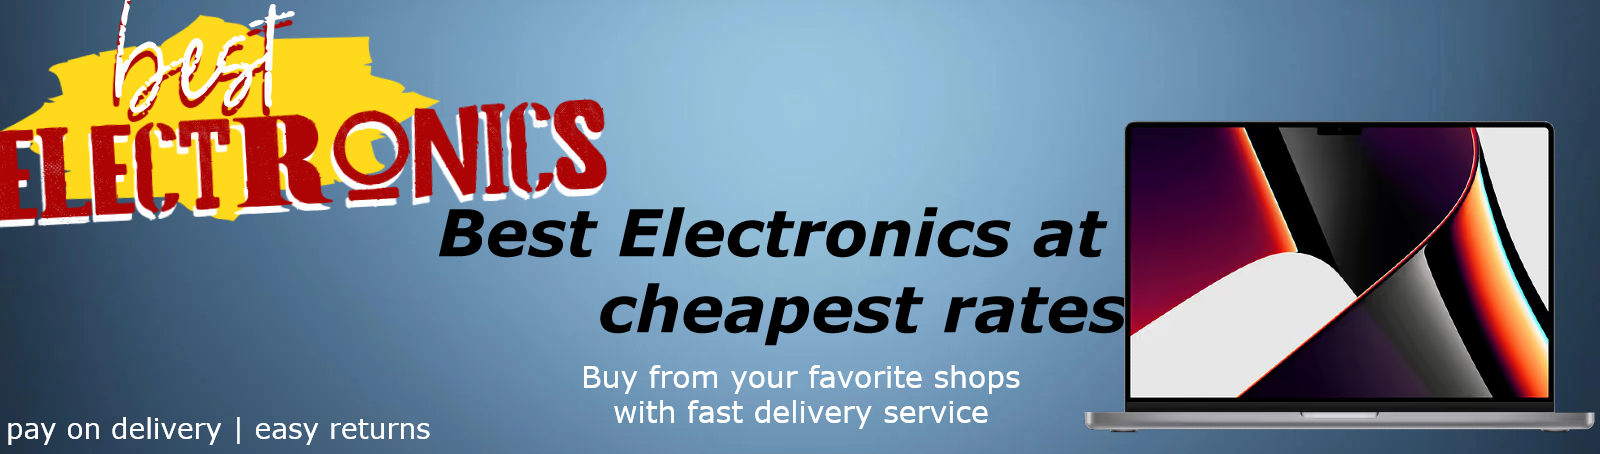 best
ELECTRONICS
Best Electronics at
cheapest rates
Buy from your favorite shops
with fast delivery service
pay on delivery | easy returns